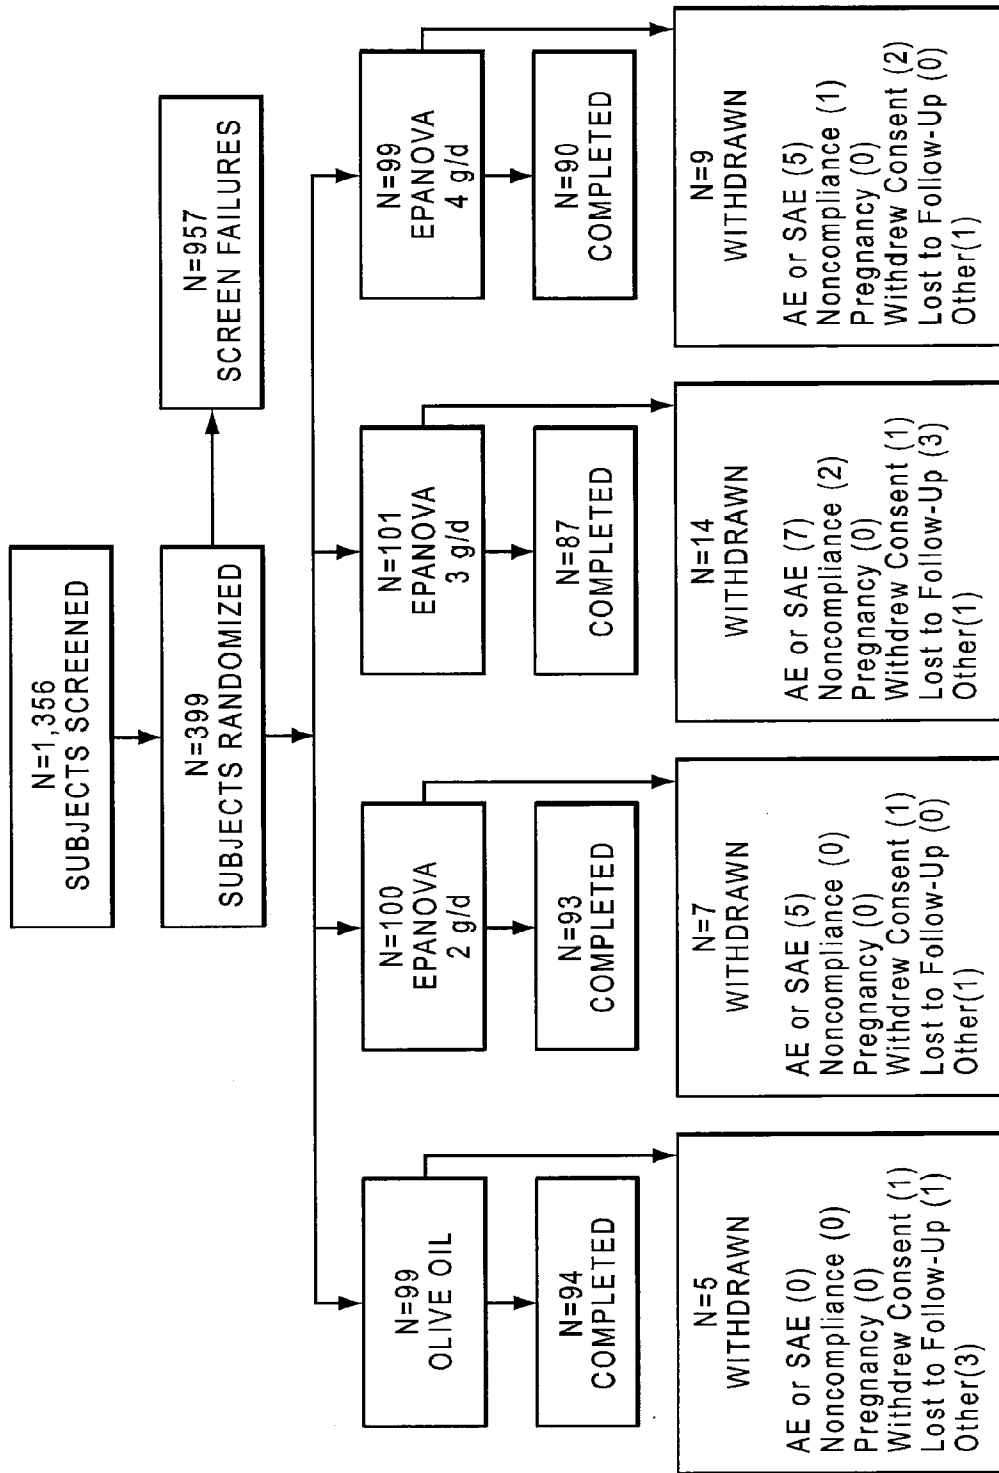 N=1,356
SUBJECTS SCREENED
N=399
SUBJECTS RANDOMIZED
N=957
SCREEN FAILURES
N=99
OLIVE OIL
N=100
EPANOVA
2 g/d
N=101
EPANOVA
3 g/d
N=99
EPANOVA
4 g/d
N=94
COMPLETED
N=93
COMPLETED
N=87
COMPLETED
N=90
COMPLETED
N=5
WITHDRAWN
AE or SAE (0)
Noncompliance (0)
Pregnancy (0)
Withdrew Consent (1)
Lost to Follow-Up (1)
Other(3)
N=7
WITHDRAWN
AE or SAE (5)
Noncompliance (0)
Pregnancy (0)
Withdrew Consent (1)
Lost to Follow-Up (0)
Other(1)
N=14
WITHDRAWN
AE or SAE (7)
Noncompliance (2)
Pregnancy (0)
Withdrew Consent (1)
Lost to Follow-Up (3)
Other(1)
N=9
WITHDRAWN
AE or SAE (5)
Noncompliance (1)
Pregnancy (0)
Withdrew Consent (2)
Lost to Follow-Up (0)
Other(1)